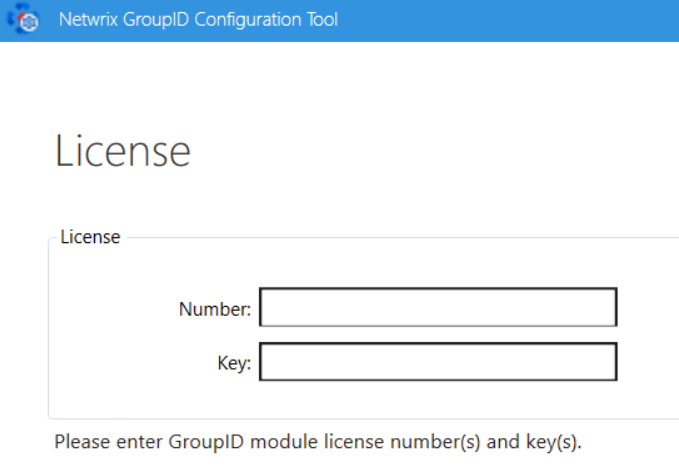 Netwrix GroupID Configuration Tool
License
License
Number:
Key:
Please enter GroupID module license number(s) and key(s).